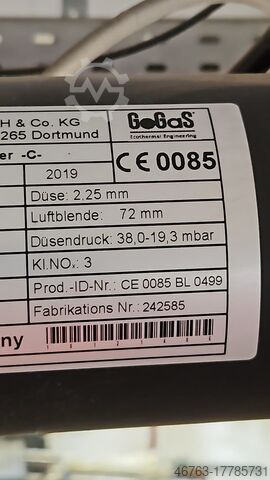 H & Co. KG
265 Dortmund
GoGaS
Ecothermal Engineering
er -C-
2019
CE 0085
Düse: 2,25 mm
Luftblende: 72 mm
Düsendruck: 38,0-19,3 mbar
Kl.NOx: 3
Prod.-ID-Nr.: CE 0085 BL 0499
Fabrikations Nr.: 242585
ny
46763-17785731